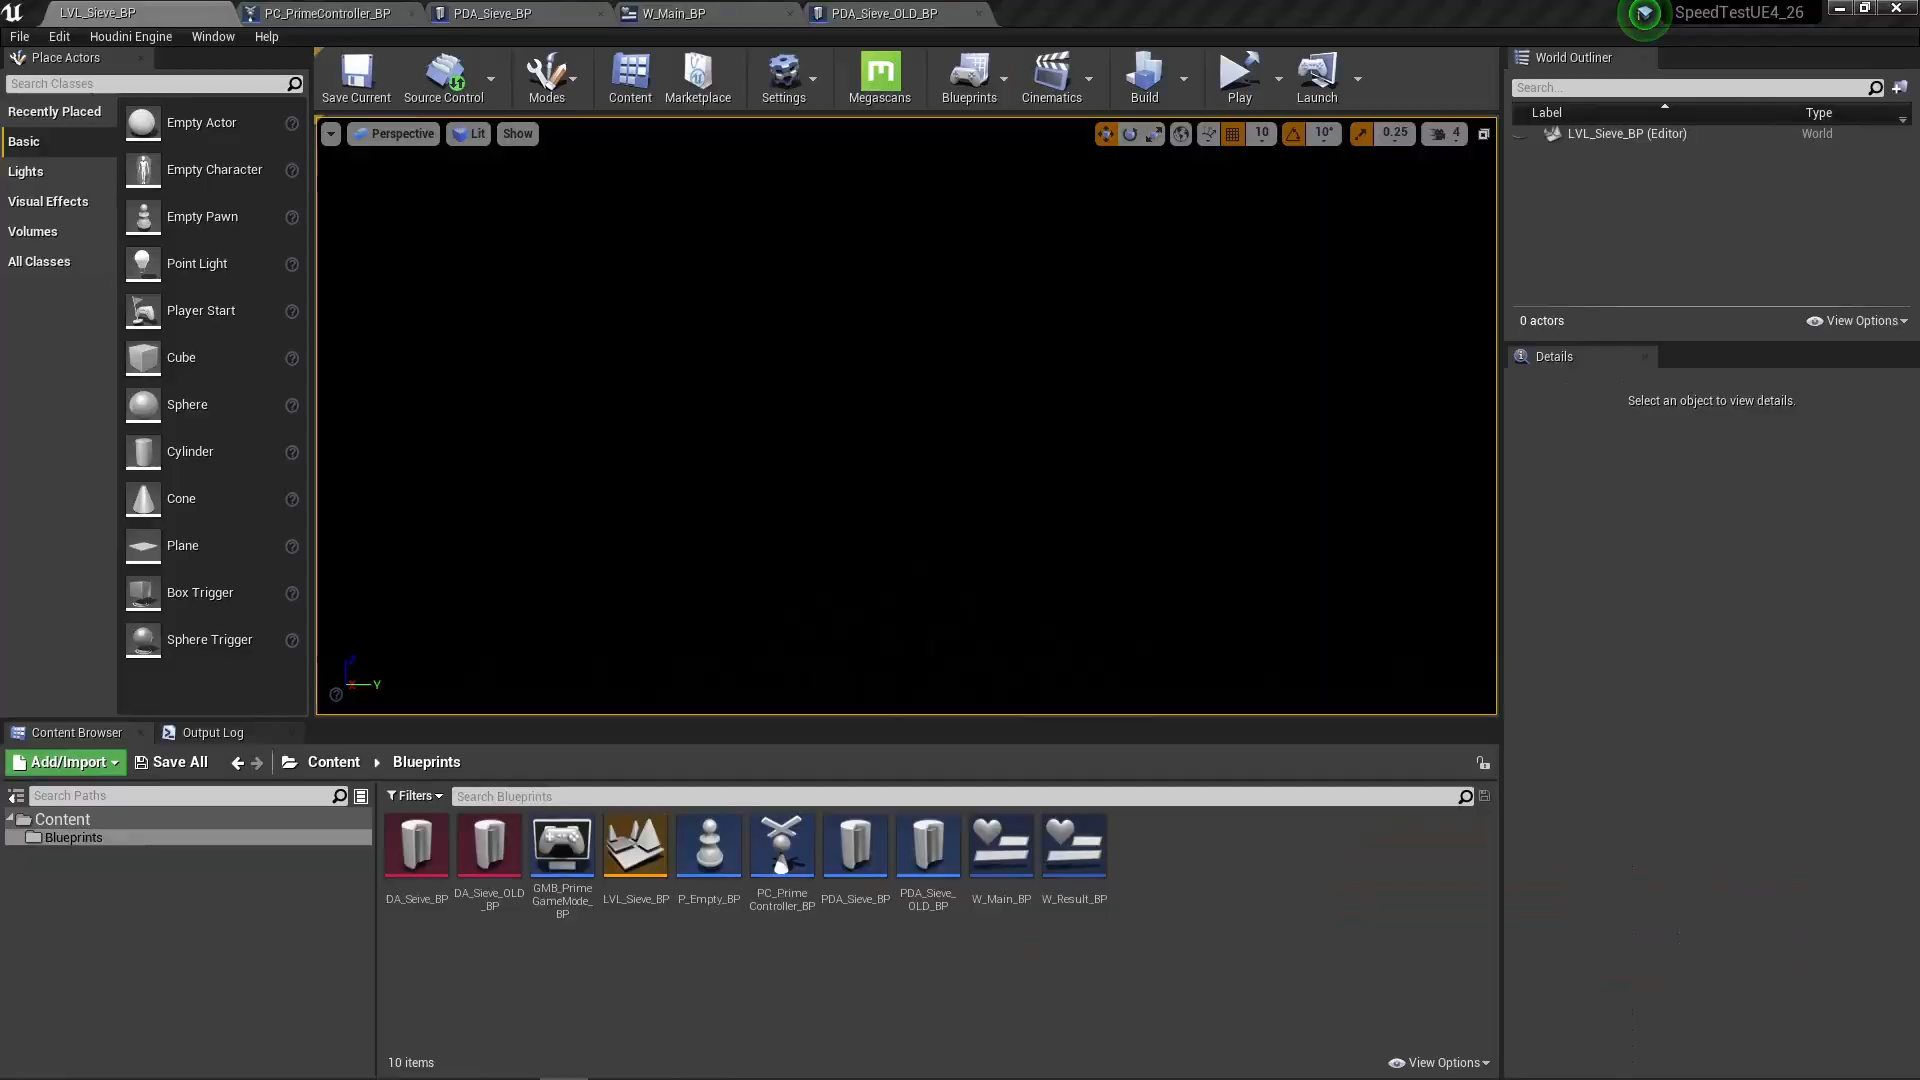 LVL_Sieve_BP
PC_PrimeController_BP
PDA_Sieve_BP
W_Main_BP
PDA_Sieve_OLD_BP
SpeedTestUE4_26
File Edit Houdini Engine Window Help
Place Actors
Search Classes
Recently Placed
Basic
Lights
Visual Effects
Volumes
All Classes
Empty Actor
Empty Character
Empty Pawn
Point Light
Player Start
Cube
Sphere
Cylinder
Cone
Plane
Box Trigger
Sphere Trigger
Save Current
Source Control
Modes
Content
Marketplace
Settings
Megascans
Blueprints
Cinematics
Build
Play
Launch
Perspective
Lit
Show
10
10°
0.25
4
Y
World Outliner
Search...
Label
Type
LVL_Sieve_BP (Editor)
World
0 actors
View Options
Details
Select an object to view details.
Content Browser
Output Log
Add/Import
Save All
Content
Blueprints
Search Paths
Content
Blueprints
Filters
Search Blueprints
DA_Seive_BP
DA_Sieve_OLD
_BP
GMB_Prime
GameMode_
BP
LVL_Sieve_BP
P_Empty_BP
PC_Prime
Controller_BP
PDA_Sieve_BP
PDA_Sieve_
OLD_BP
W_Main_BP
W_Result_BP
10 items
View Options